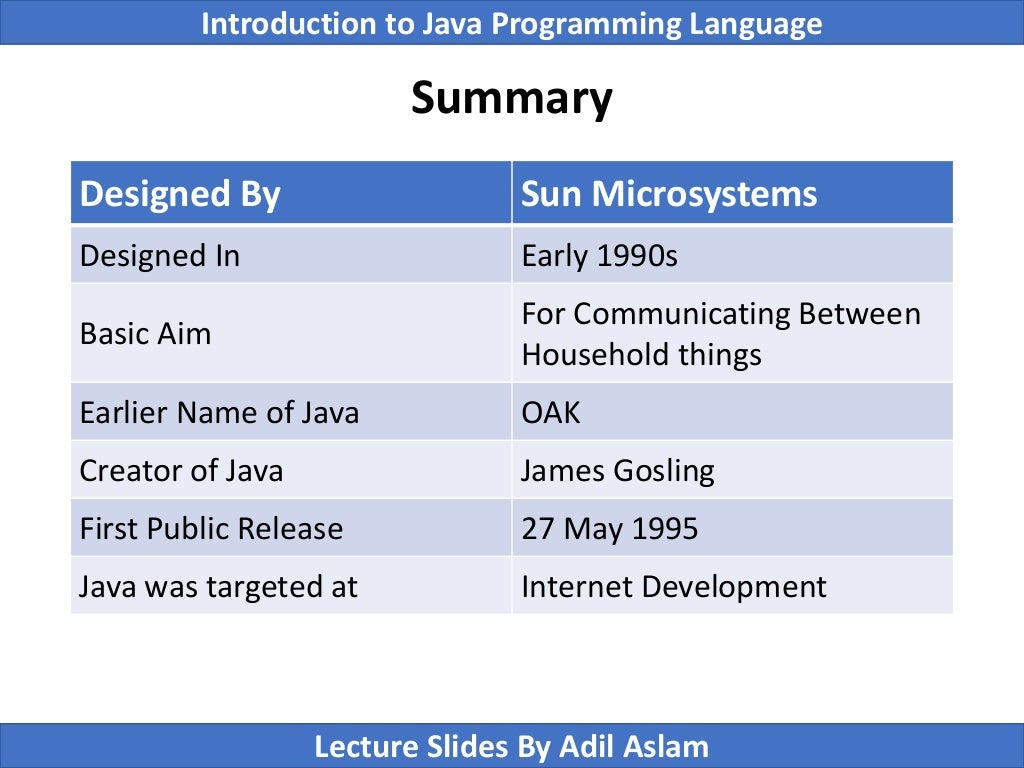 Introduction to Java Programming Language
Summary
Designed By Sun Microsystems
Designed In Early 1990s
Basic Aim For Communicating Between
Household things
Earlier Name of Java OAK
Creator of Java James Gosling
First Public Release 27 May 1995
Java was targeted at Internet Development
Lecture Slides By Adil Aslam